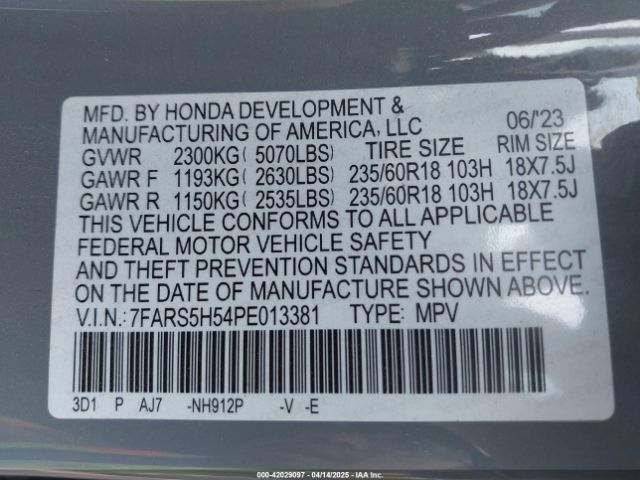 MFD. BY HONDA DEVELOPMENT &
MANUFACTURING OF AMERICA, LLC 06/'23
GVWR 2300KG( 5070LBS) TIRE SIZE RIM SIZE
GAWR F 1193KG( 2630LBS) 235/60R18 103H 18X7.5J
GAWR R 1150KG( 2535LBS) 235/60R18 103H 18X7.5J
THIS VEHICLE CONFORMS TO ALL APPLICABLE
FEDERAL MOTOR VEHICLE SAFETY
AND THEFT PREVENTION STANDARDS IN EFFECT
ON THE DATE OF MANUFACTURE SHOWN ABOVE.
V.I.N.:7FARS5H54PE013381 TYPE: MPV
3D1 P AJ7 -NH912P -V -E
000-42029097 - 04/14/2025 - IAA Inc.